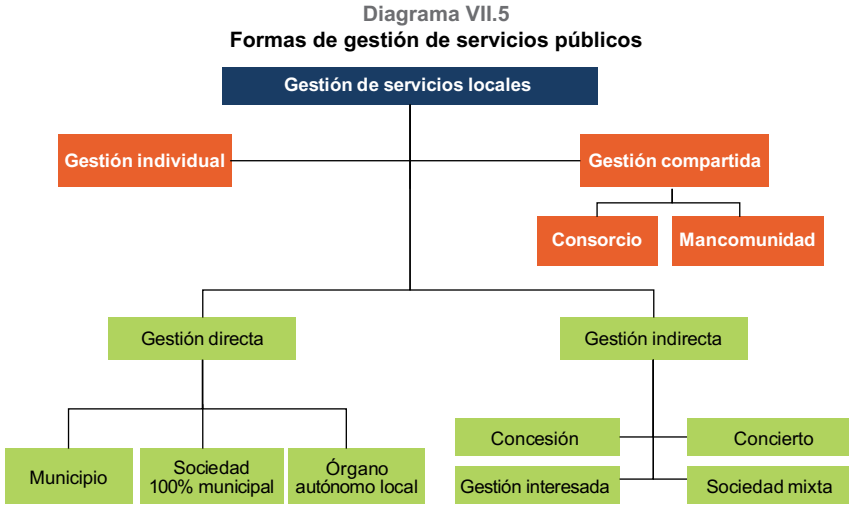 Diagrama VII.5
Formas de gestión de servicios públicos
Gestión de servicios locales
Gestión individual
Gestión compartida
Consorcio
Mancomunidad
Gestión directa
Gestión indirecta
Municipio
Sociedad
100% municipal
Órgano
autónomo local
Concesión
Concierto
Gestión interesada
Sociedad mixta